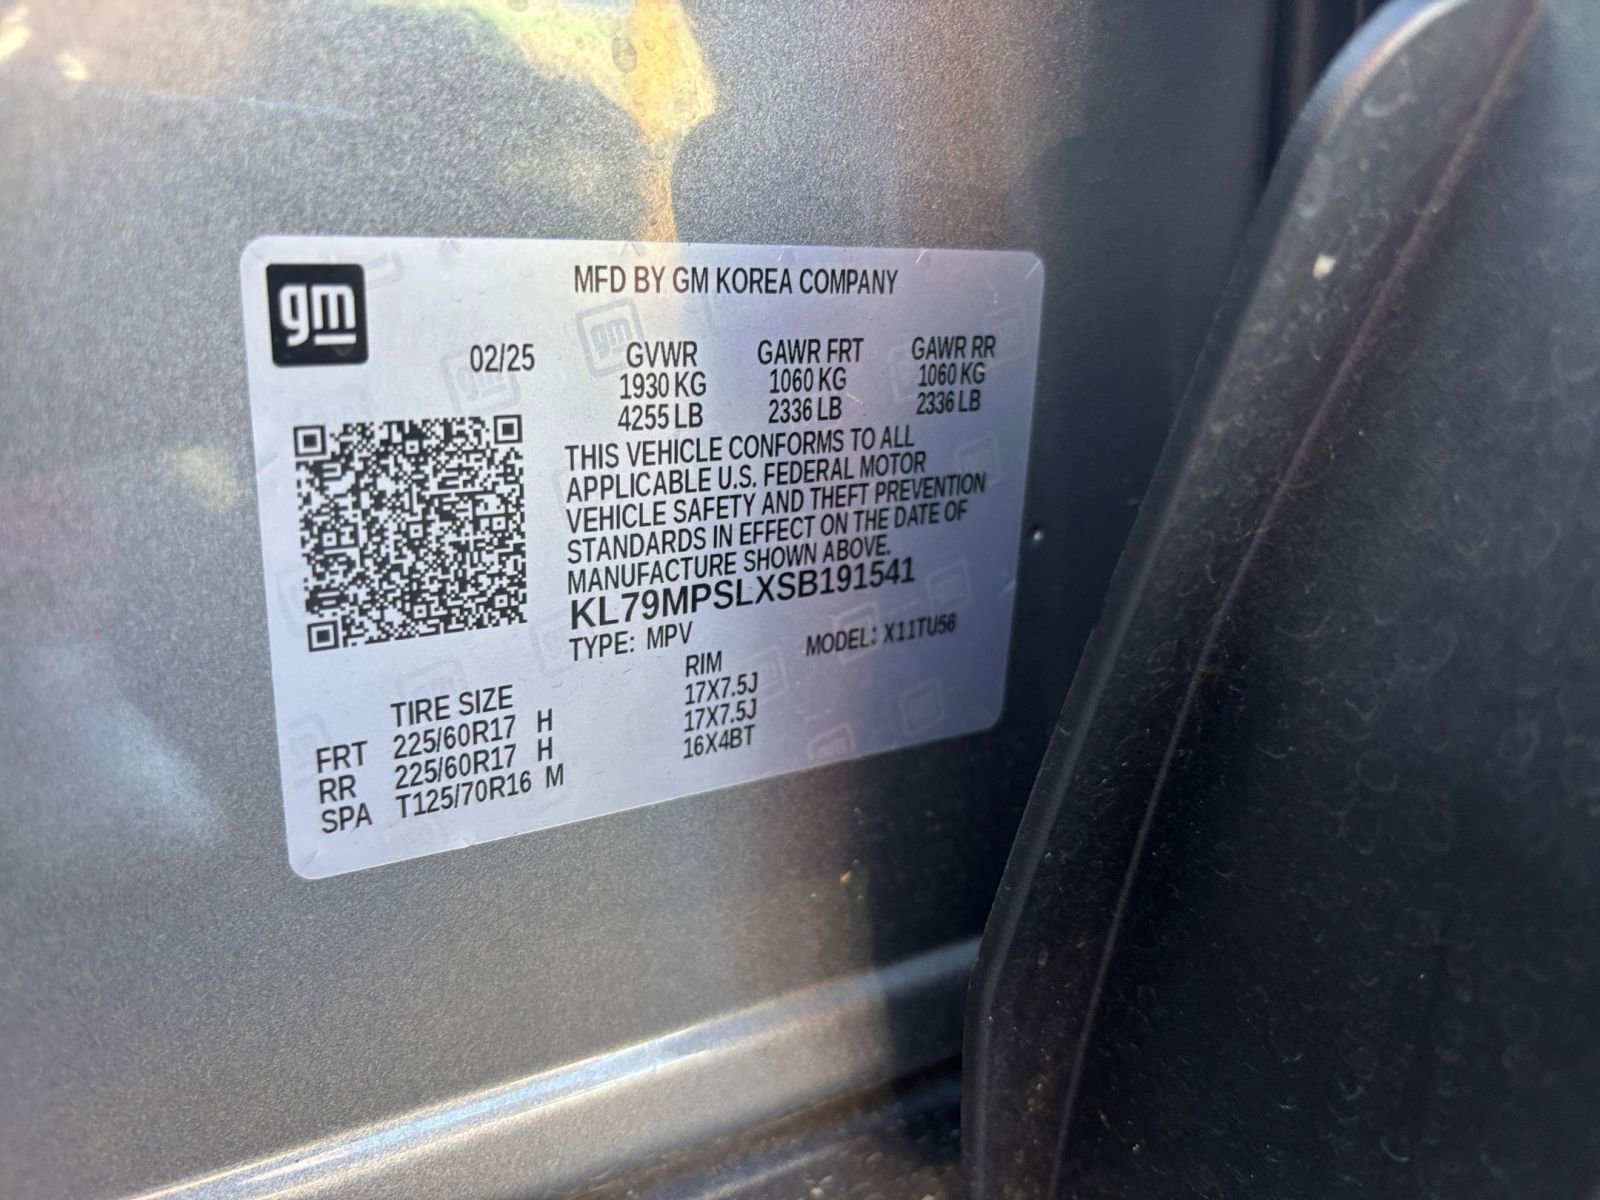 gm
MFD BY GM KOREA COMPANY
02/25
GVWR GAWR FRT GAWR RR
1930 KG 1060 KG 1060 KG
4255 LB 2336 LB 2336 LB
THIS VEHICLE CONFORMS TO ALL
APPLICABLE U.S. FEDERAL MOTOR
VEHICLE SAFETY AND THEFT PREVENTION
STANDARDS IN EFFECT ON THE DATE OF
MANUFACTURE SHOWN ABOVE.
KL79MPSLXSB191541
TYPE: MPV MODEL: X11TU56
TIRE SIZE RIM
FRT 225/60R17 H 17X7.5J
RR 225/60R17 H 17X7.5J
SPA T125/70R16 M 16X4BT